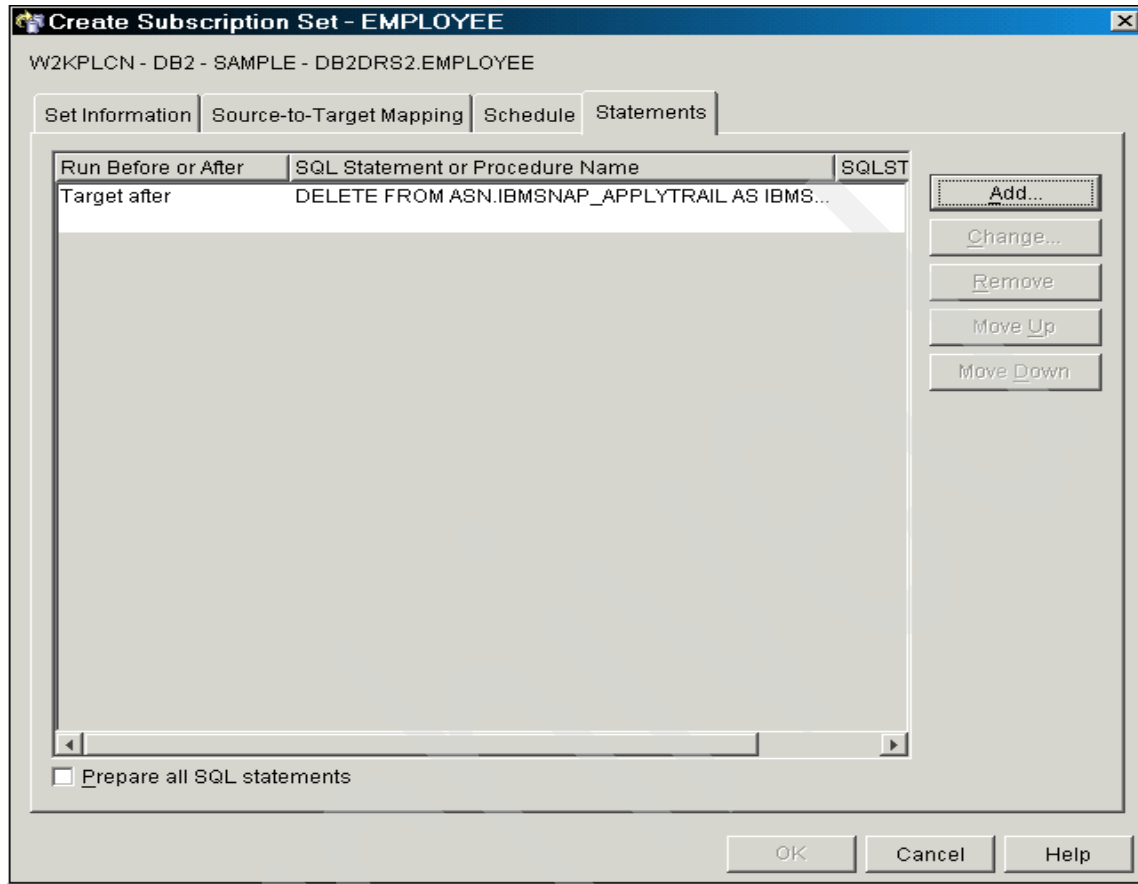 Create Subscription Set - EMPLOYEE
W2KPLCN - DB2 - SAMPLE - DB2DRS2.EMPLOYEE
Set Information Source-to-Target Mapping Schedule Statements
Run Before or After SQL Statement or Procedure Name SQLST
Target after DELETE FROM ASN.IBMSNAP_APPLYTRAIL AS IBMS...
Add...
Change...
Remove
Move Up
Move Down
Prepare all SQL statements
OK Cancel Help